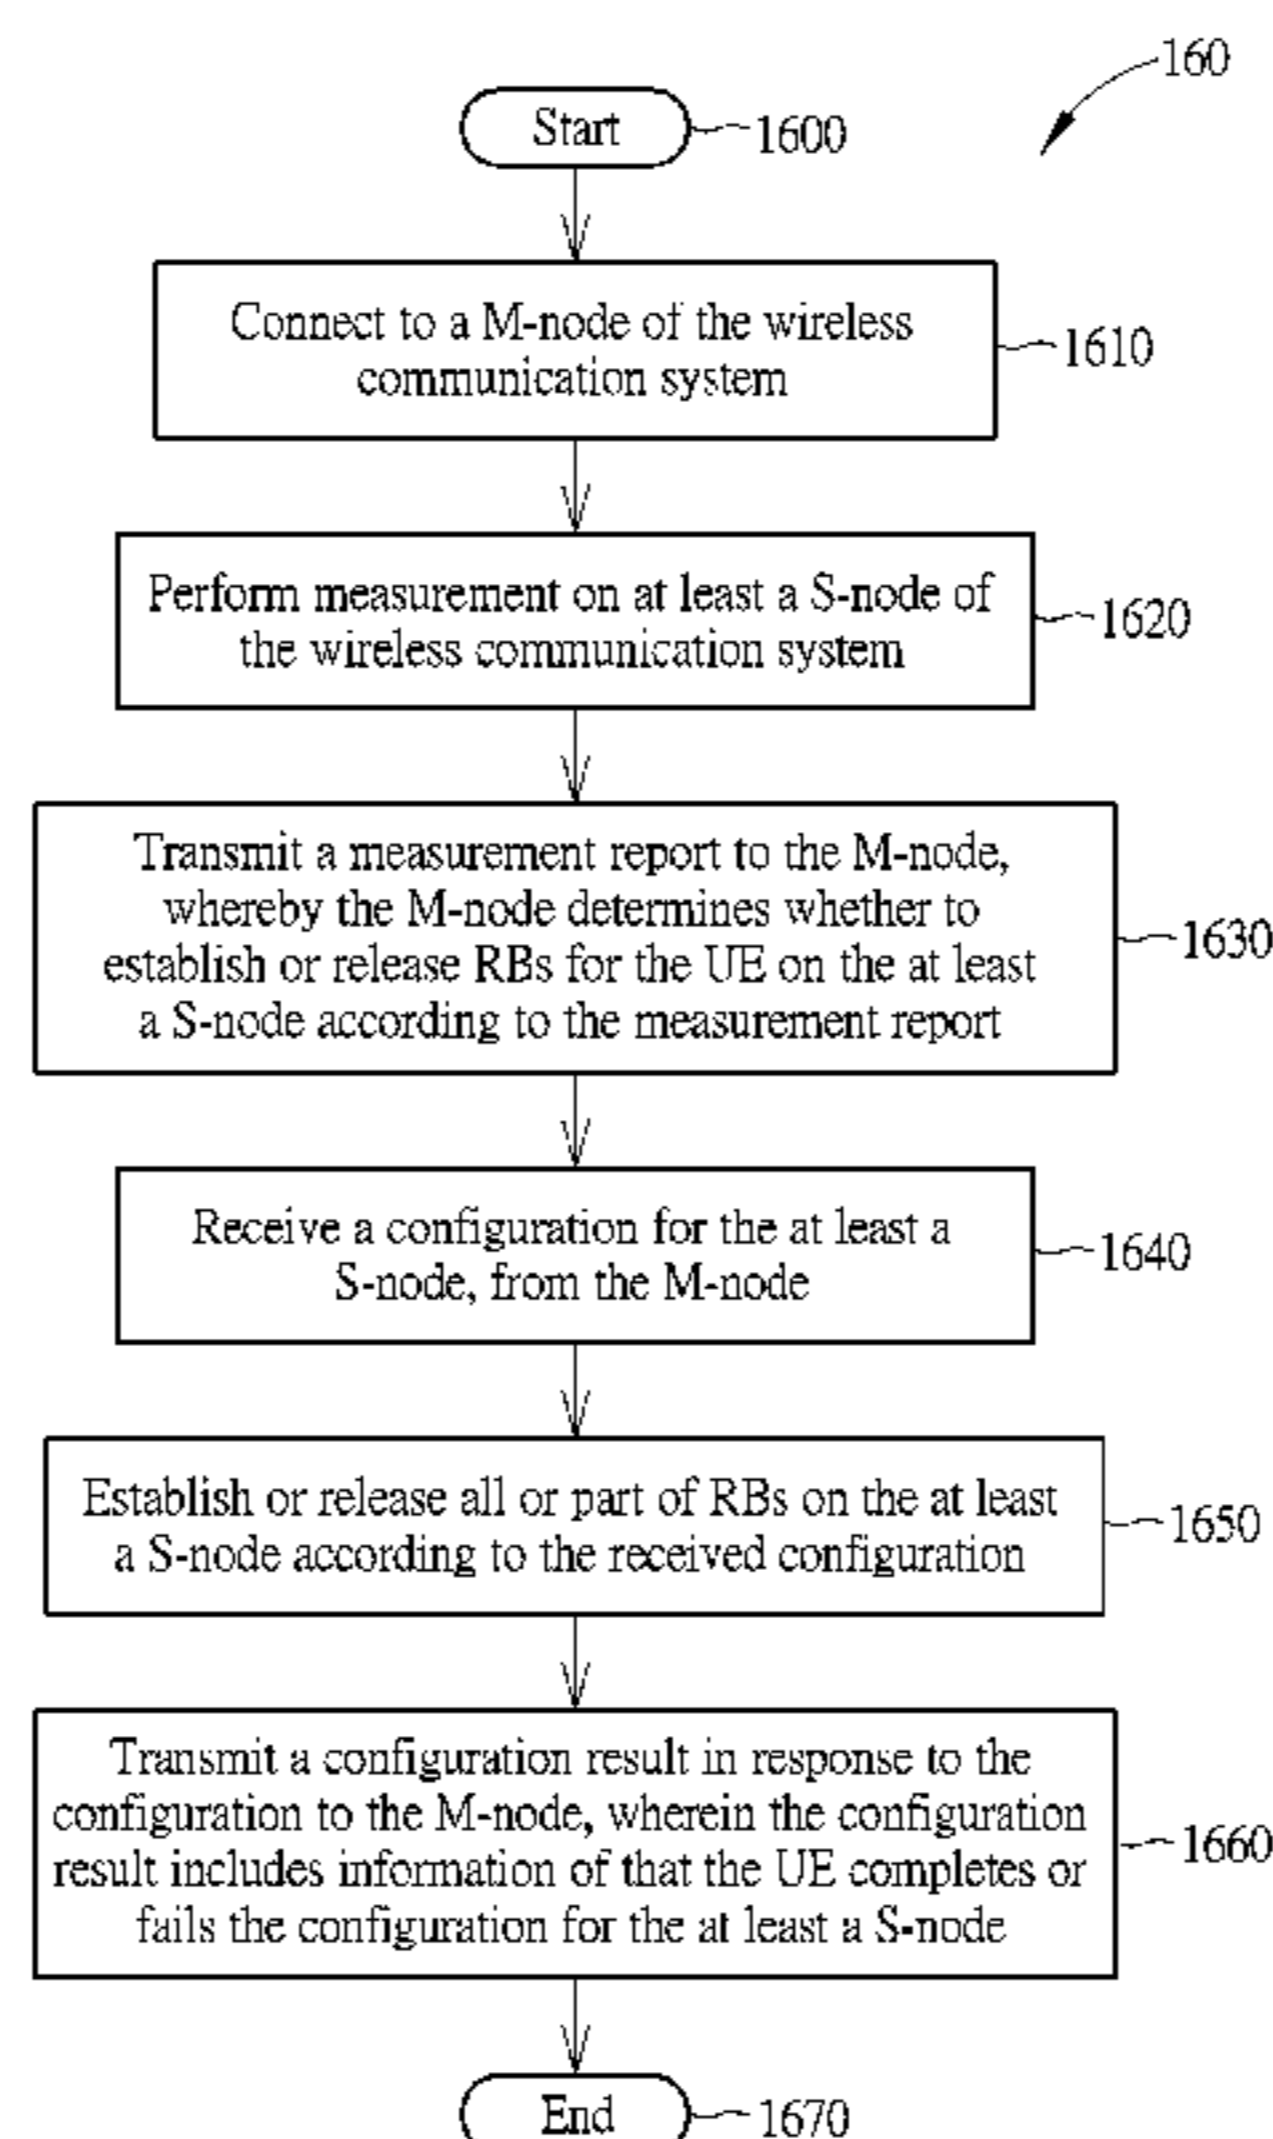 160
Start
1600
Connect to a M-node of the wireless
communication system
1610
Perform measurement on at least a S-node of
the wireless communication system
1620
Transmit a measurement report to the M-node,
whereby the M-node determines whether to
establish or release RBs for the UE on the at least
a S-node according to the measurement report
1630
Receive a configuration for the at least a
S-node, from the M-node
1640
Establish or release all or part of RBs on the at least
a S-node according to the received configuration
1650
Transmit a configuration result in response to the
configuration to the M-node, wherein the configuration
result includes information of that the UE completes or
fails the configuration for the at least a S-node
1660
End
1670